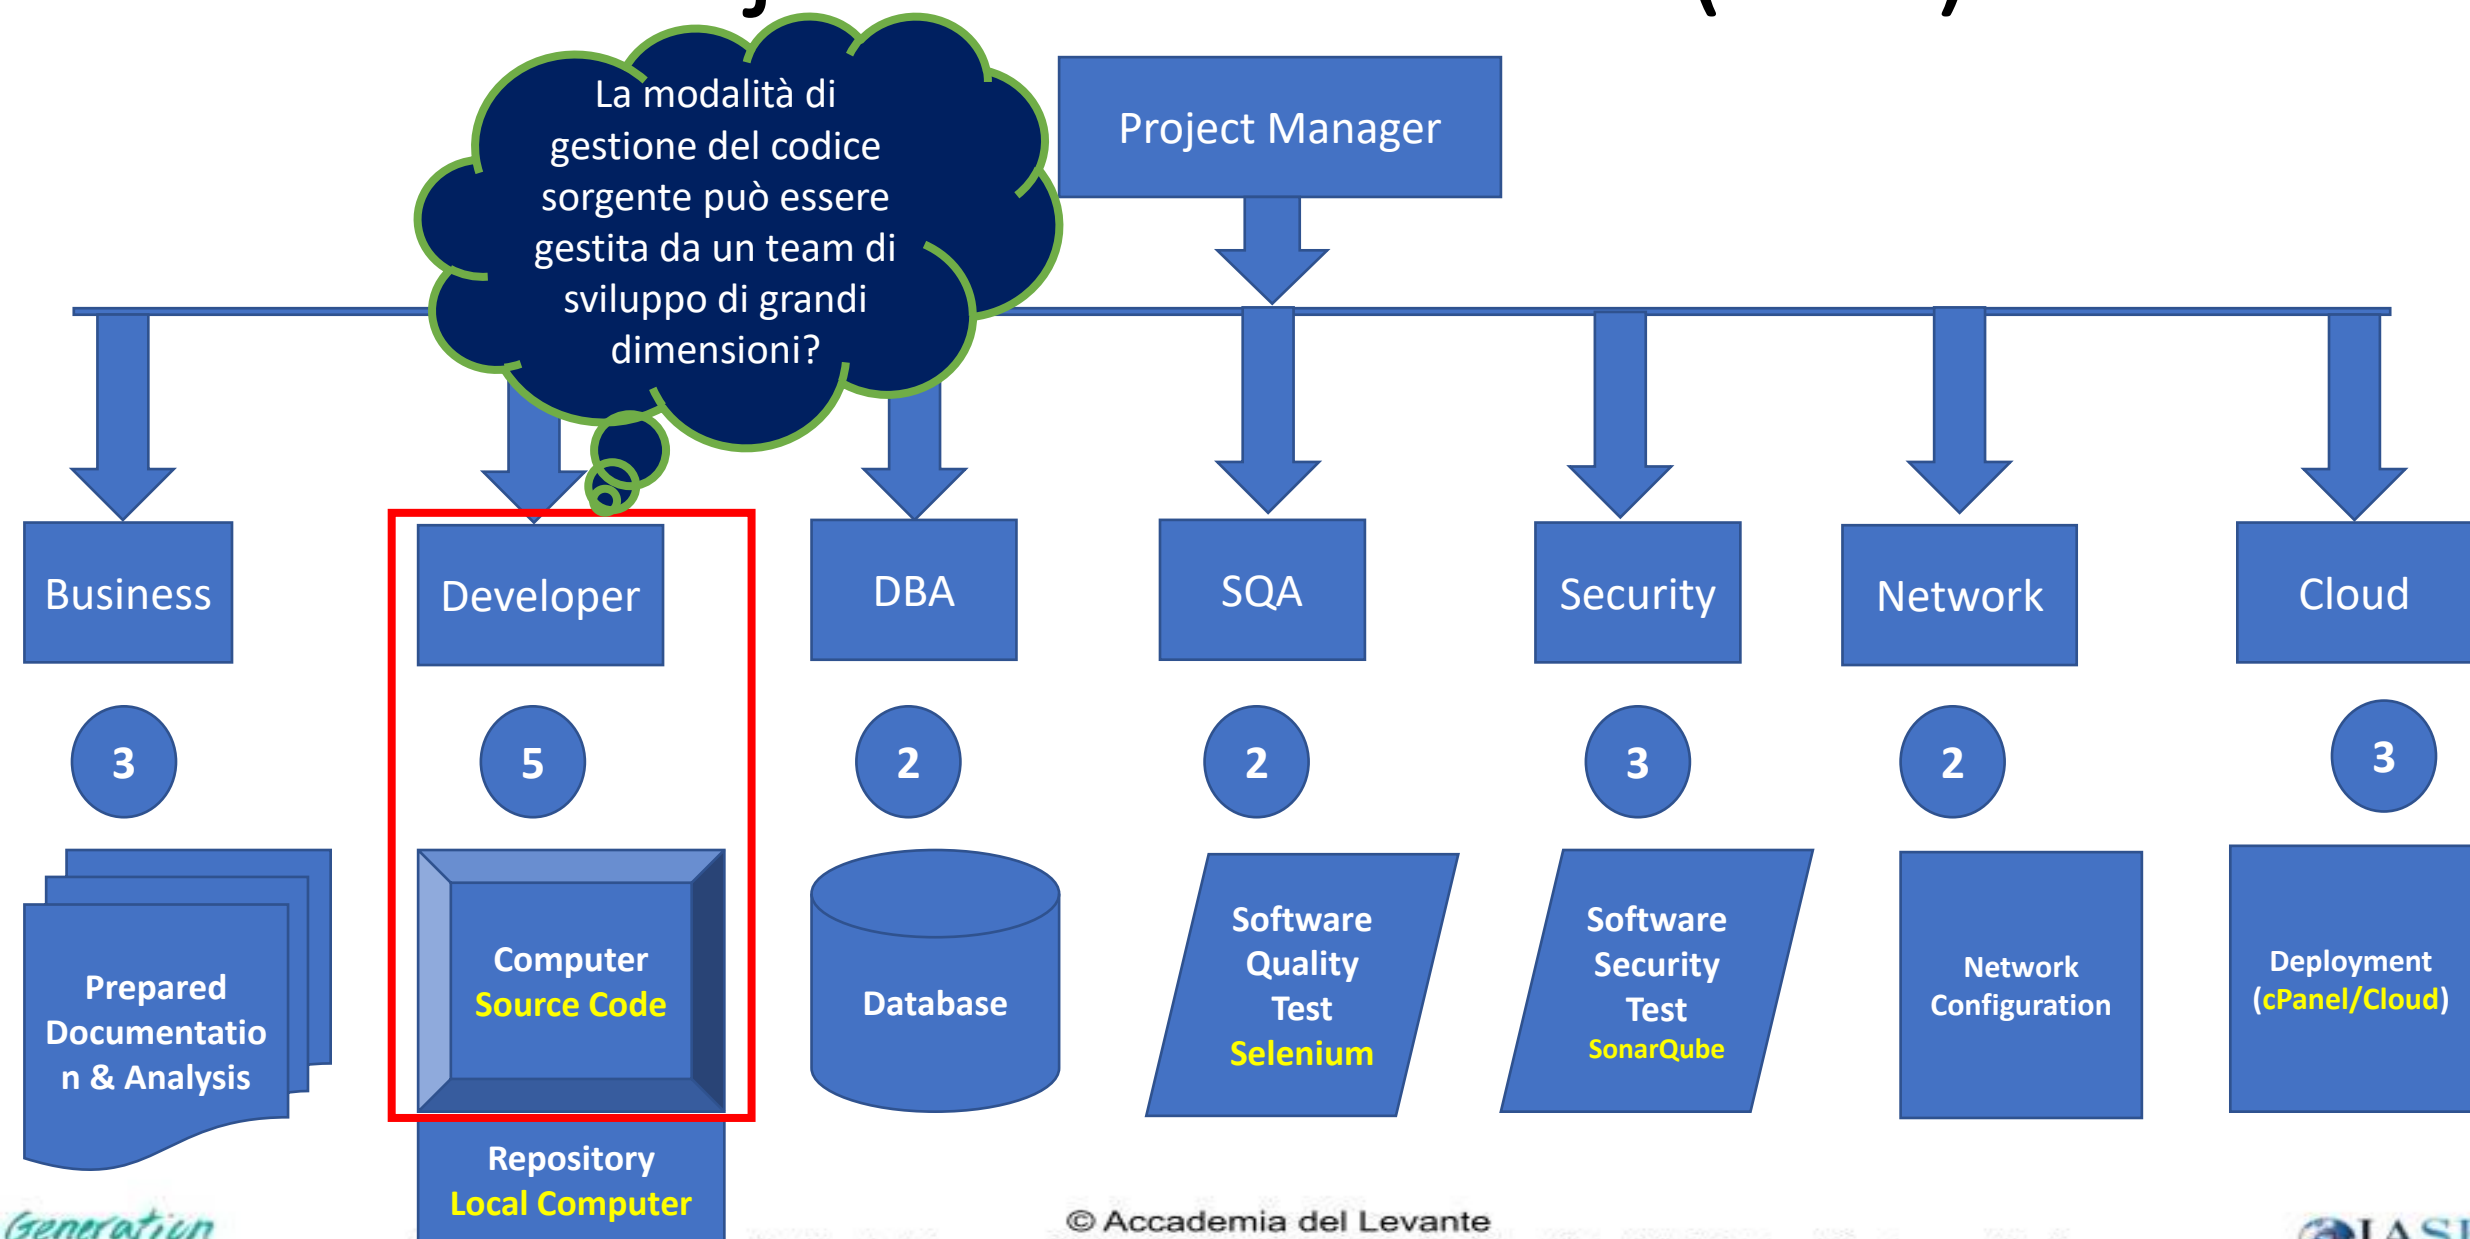 La modalità di
gestione del codice
sorgente può essere
gestita da un team di
sviluppo di grandi
dimensioni?
Project Manager
Business
Developer
DBA
SQA
Security
Network
Cloud
3
5
2
2
3
2
3
Prepared
Documentatio
n & Analysis
Computer
Source Code
Database
Software
Quality
Test
Selenium
Software
Security
Test
SonarQube
Network
Configuration
Deployment
(cPanel/Cloud)
Repository
Local Computer
Generation
© Accademia del Levante